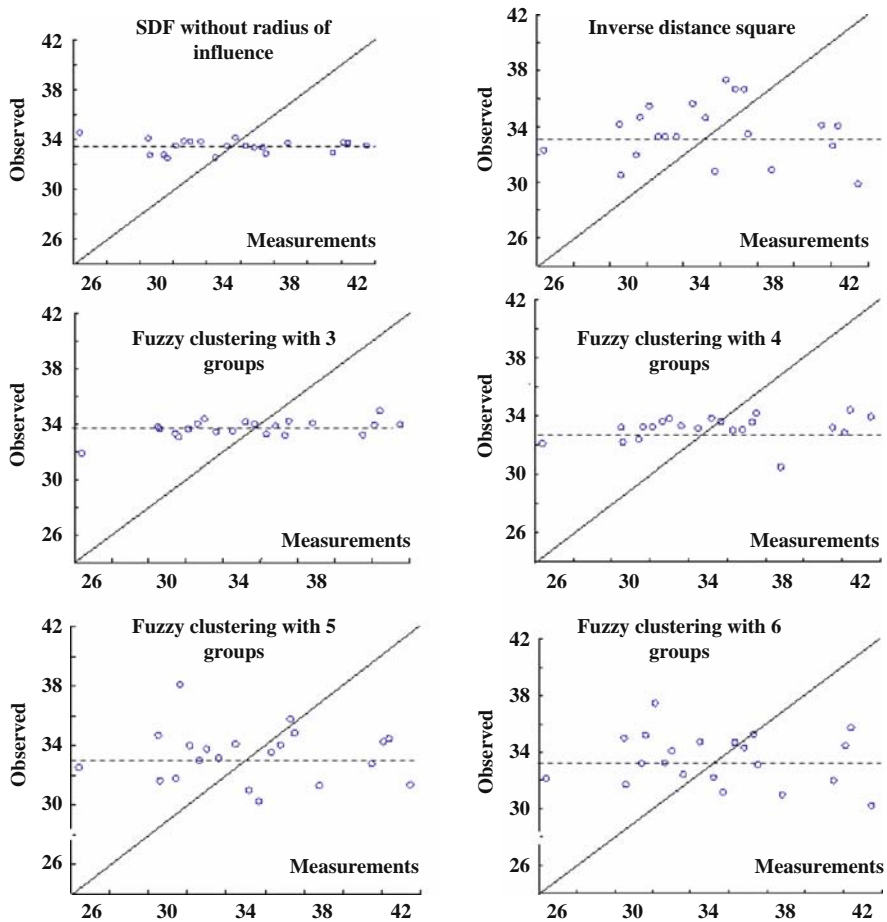 SDF without radius of
influence
42
38
34
30
26
Observed
Measurements
26 30 34 38 42
Inverse distance square
42
38
34
30
26
Observed
Measurements
26 30 34 38 42
Fuzzy clustering with 3
groups
42
38
34
30
26
Observed
Measurements
26 30 34 38
Fuzzy clustering with 4
groups
42
38
34
30
26
Observed
Measurements
26 30 34 38 42
Fuzzy clustering with 5
groups
42
38
34
30
26
Observed
Measurements
26 30 34 38 42
Fuzzy clustering with 6
groups
42
38
34
30
26
Observed
Measurements
26 30 34 38 42